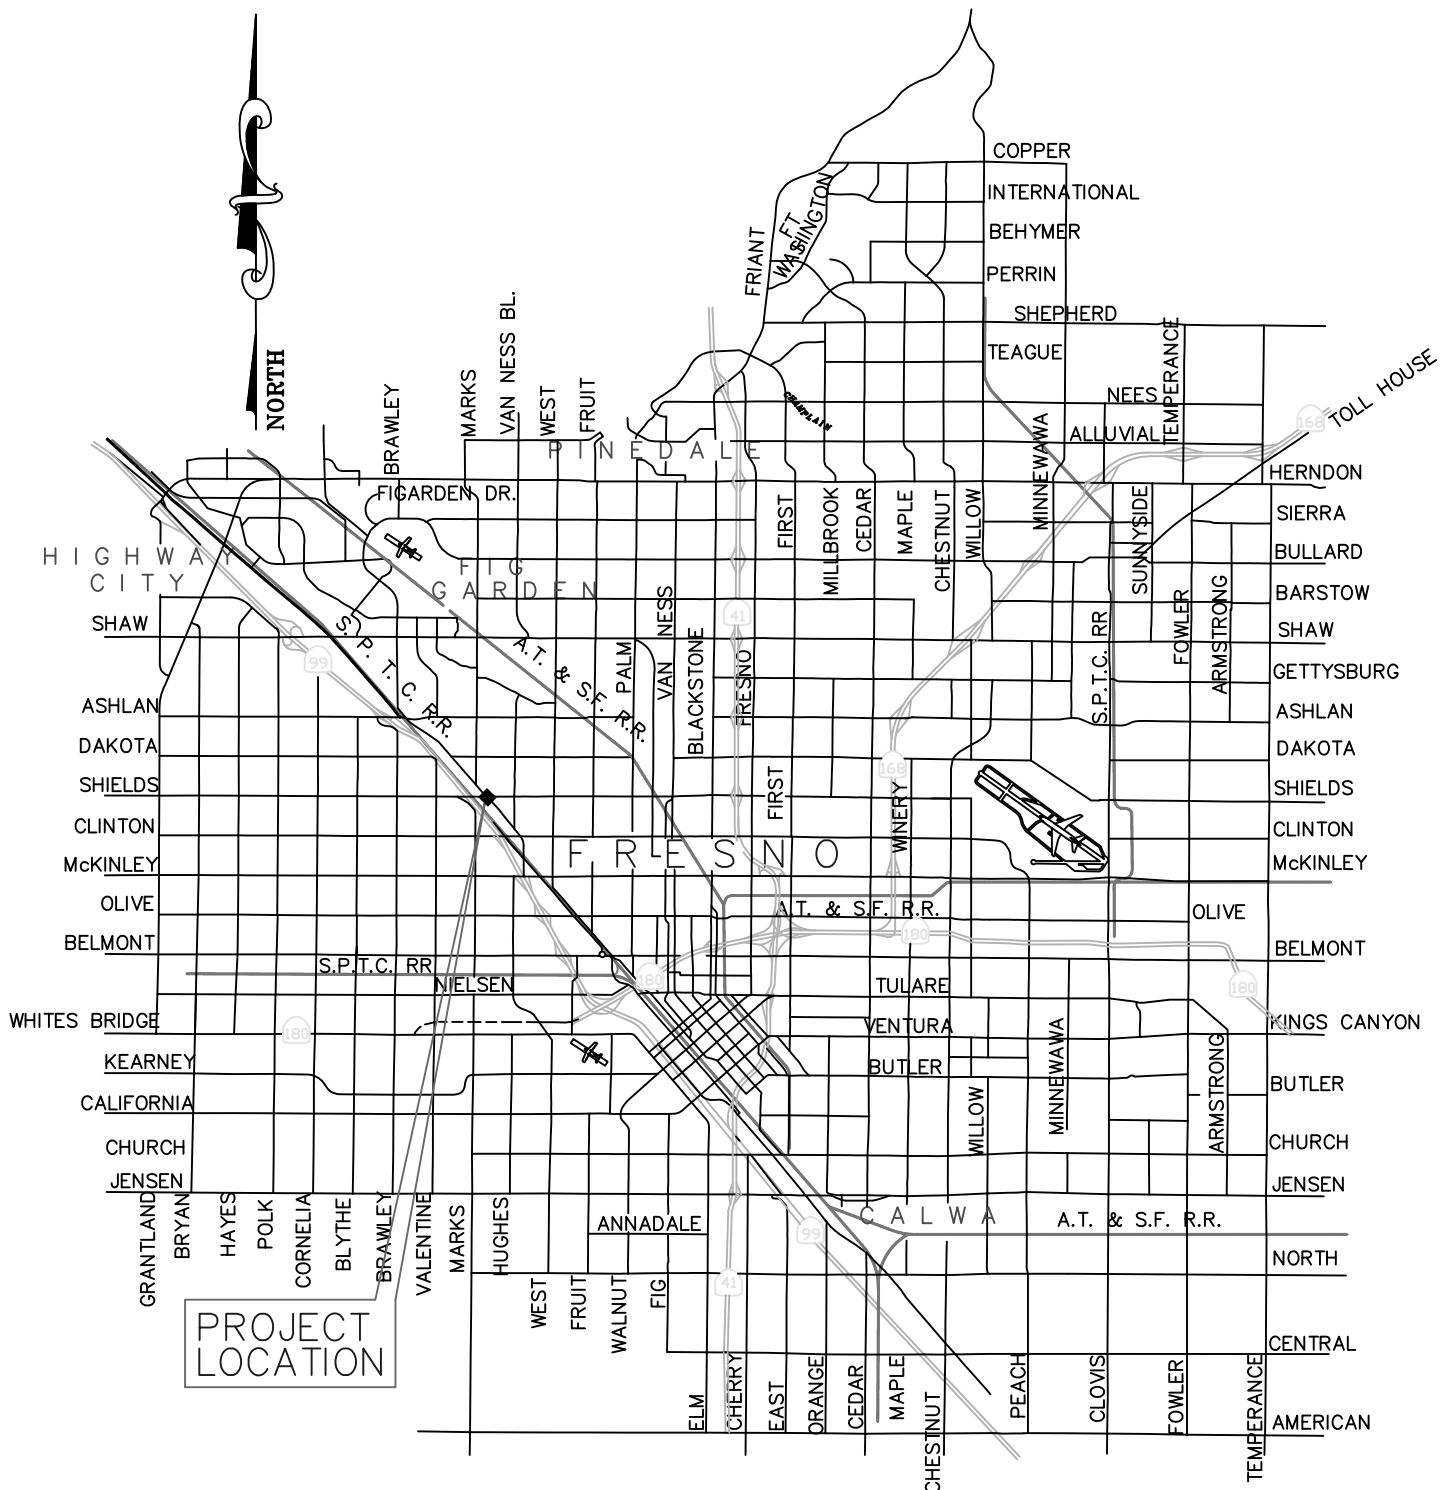 COPPER
INTERNATIONAL
BEHYMER
PERRIN
SHEPHERD
TEAGUE
NEES
ALLUVIAL
HERNDON
SIERRA
BULLARD
BARSTOW
SHAW
GETTYSBURG
ASHLAN
DAKOTA
SHIELDS
CLINTON
McKINLEY
OLIVE
BELMONT
TULARE
KINGS CANYON
VENTURA
BUTLER
BUTLER
CHURCH
JENSEN
A.T. & S.F. R.R.
NORTH
CENTRAL
AMERICAN
NORTH
FRIANT
FT
WASHINGTON
CHAMPLAIN
TEMPERANCE
TOLL HOUSE
168
BRAWLEY
MARKS
VAN NESS BL.
WEST
FRUIT
PINEDALE
FIGARDEN DR.
FIG
GARDEN
HIGHWAY
CITY
FIRST
MILLBROOK
CEDAR
MAPLE
CHESTNUT
WILLOW
MINNEWAWA
SUNNYSIDE
FOWLER
ARMSTRONG
S.P.T.C. RR
41
99
S. P. T. C. R.R.
A.T. & S.F. R.R.
PALM
VAN NESS
BLACKSTONE
FRESNO
FIRST
168
WINERY
SHAW
ASHLAN
DAKOTA
SHIELDS
CLINTON
McKINLEY
OLIVE
BELMONT
FRESNO
A.T. & S.F. R.R.
180
180
180
S.P.T.C. RR
NIELSEN
WHITES BRIDGE
180
KEARNEY
CALIFORNIA
CHURCH
JENSEN
WILLOW
MINNEWAWA
ARMSTRONG
GRANTLAND
BRYAN
HAYES
POLK
CORNELIA
BLYTHE
BRAWLEY
VALENTINE
MARKS
HUGHES
WEST
FRUIT
WALNUT
FIG
ANNADALE
CALWA
99
41
ELM
CHERRY
EAST
ORANGE
CEDAR
MAPLE
CHESTNUT
PEACH
CLOVIS
FOWLER
TEMPERANCE
PROJECT
LOCATION